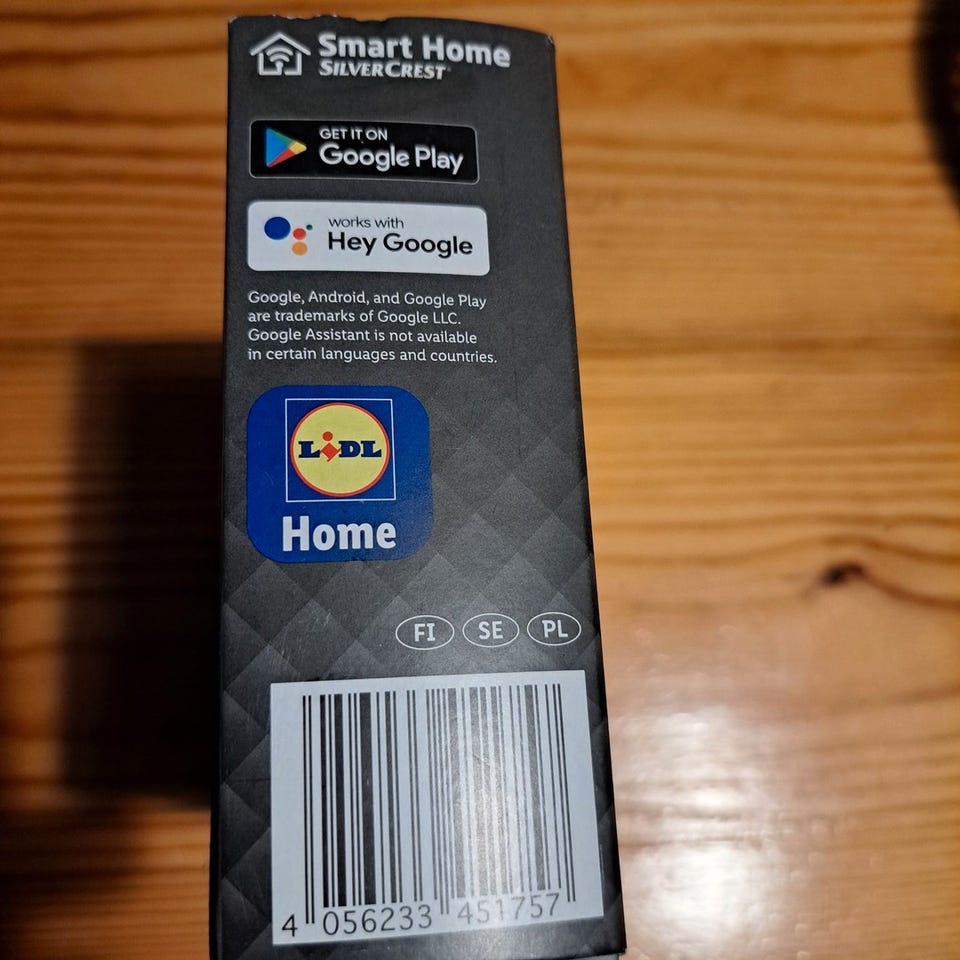 Smart Home
SILVERCREST
GET IT ON
Google Play
works with
Hey Google
Google, Android, and Google Play
are trademarks of Google LLC.
Google Assistant is not available
in certain languages and countries.
LIDL
Home
FI SE PL
4 056233 451757